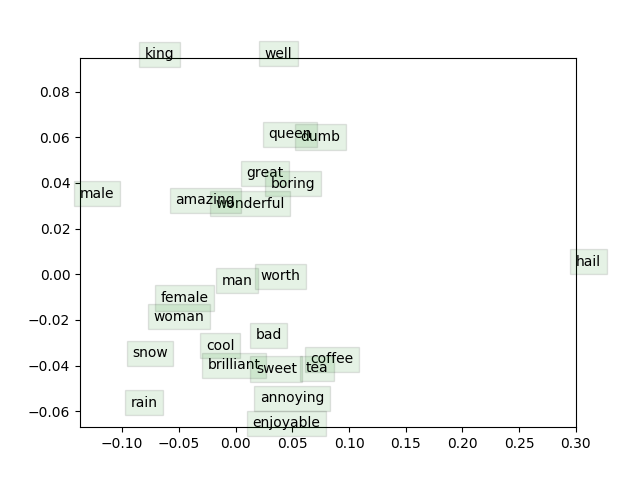 king well
0.08
queen dumb
0.06
great
boring
0.04
male amazing wonderful
0.02
hail
0.00
man worth
female
woman
−0.02
bad
cool
snow coffee
brilliant sweet tea
−0.04
rain annoying
−0.06
enjoyable
−0.10 −0.05 0.00 0.05 0.10 0.15 0.20 0.25 0.30